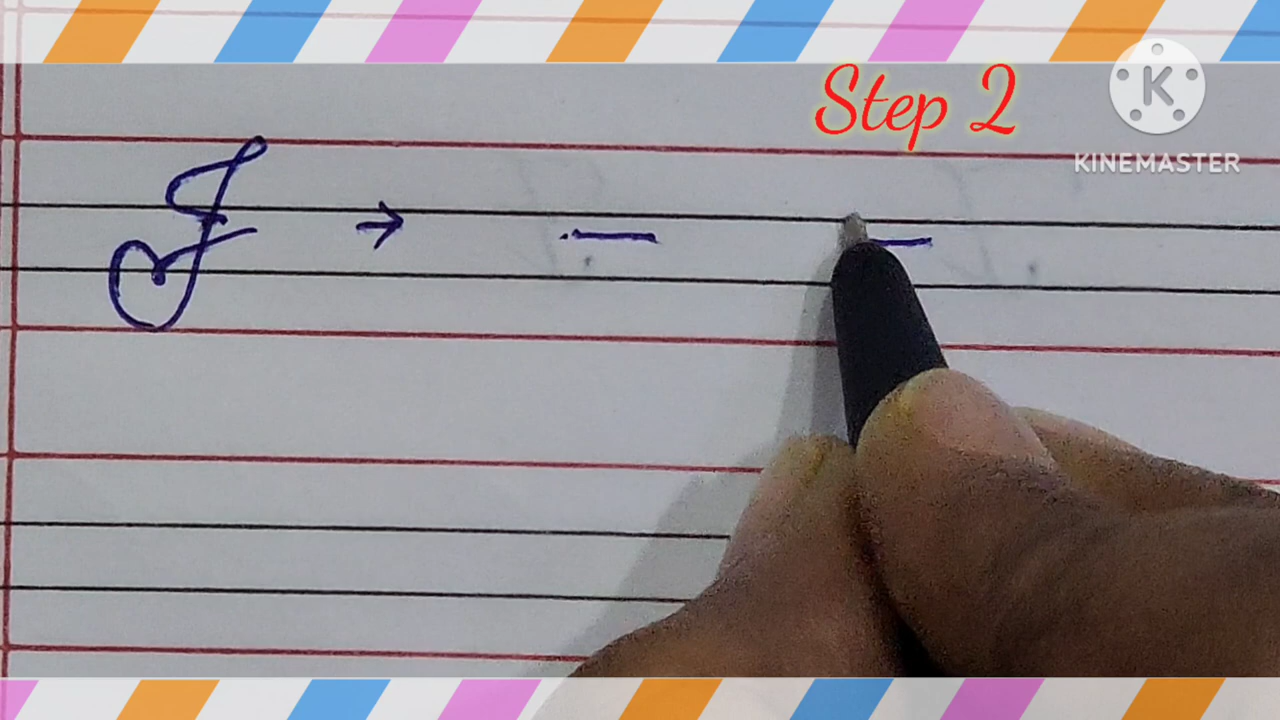 Step 2
K
KINEMASTER
J → . — —